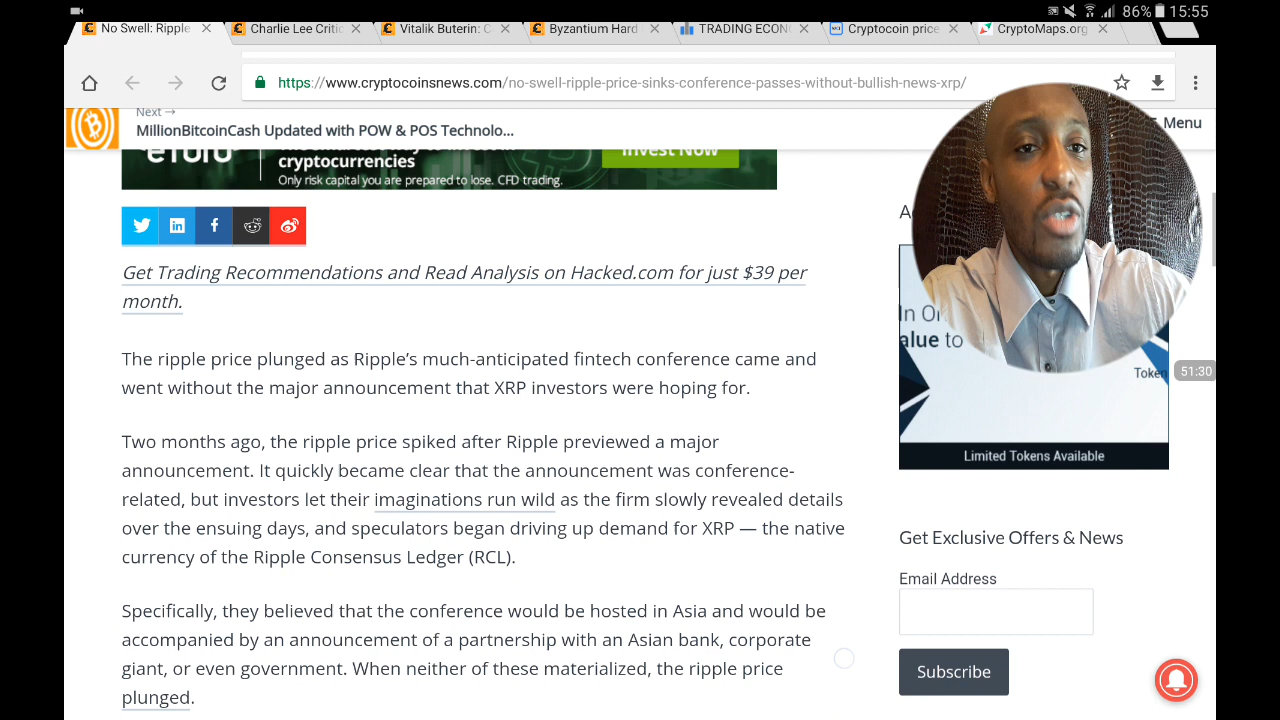 86% 15:55
No Swell: Ripple Charlie Lee Critic Vitalik Buterin: C Byzantium Hard TRADING ECON Cryptocoin price CryptoMaps.org
https://www.cryptocoinsnews.com/no-swell-ripple-price-sinks-conference-passes-without-bullish-news-xrp/
Next →
MillionBitcoinCash Updated with POW & POS Technolo...
Menu
eToro
cryptocurrencies
Only risk capital you are prepared to lose. CFD trading.
Invest Now
Get Trading Recommendations and Read Analysis on Hacked.com for just $39 per
month.
The ripple price plunged as Ripple's much-anticipated fintech conference came and
went without the major announcement that XRP investors were hoping for.
Two months ago, the ripple price spiked after Ripple previewed a major
announcement. It quickly became clear that the announcement was conference-
related, but investors let their imaginations run wild as the firm slowly revealed details
over the ensuing days, and speculators began driving up demand for XRP — the native
currency of the Ripple Consensus Ledger (RCL).
Specifically, they believed that the conference would be hosted in Asia and would be
accompanied by an announcement of a partnership with an Asian bank, corporate
giant, or even government. When neither of these materialized, the ripple price
plunged.
alue to
Token
51:30
Limited Tokens Available
Get Exclusive Offers & News
Email Address
Subscribe